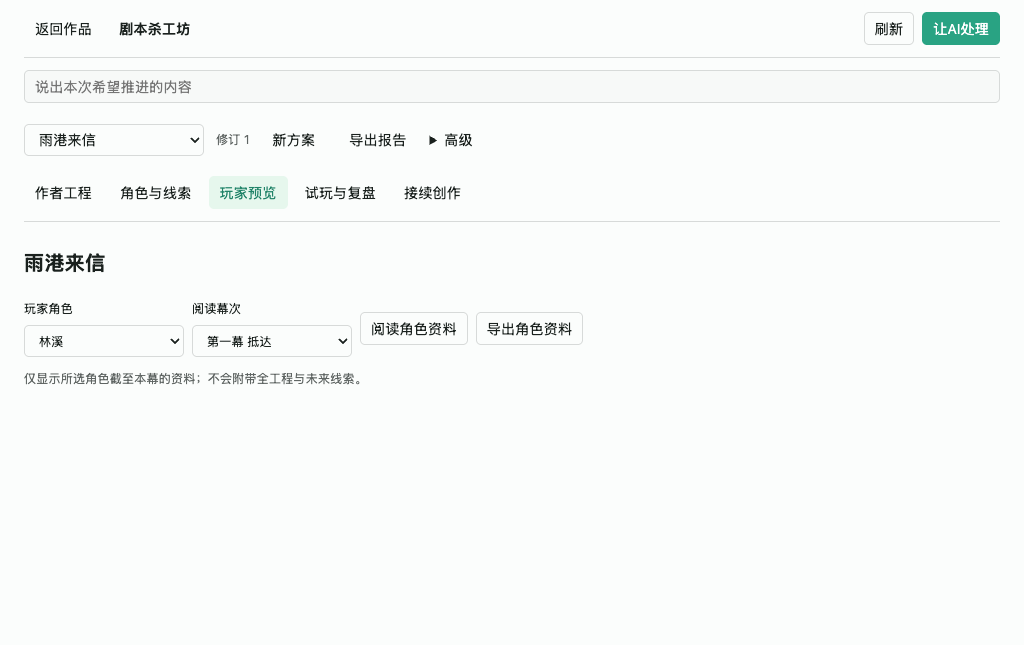 返回作品 剧本杀工坊 刷新 让AI处理
说出本次希望推进的内容
雨港来信 修订 1 新方案 导出报告 ▶ 高级
作者工程 角色与线索 玩家预览 试玩与复盘 接续创作
雨港来信
玩家角色 阅读幕次
林溪 第一幕 抵达 阅读角色资料 导出角色资料
仅显示所选角色截至本幕的资料；不会附带全工程与未来线索。